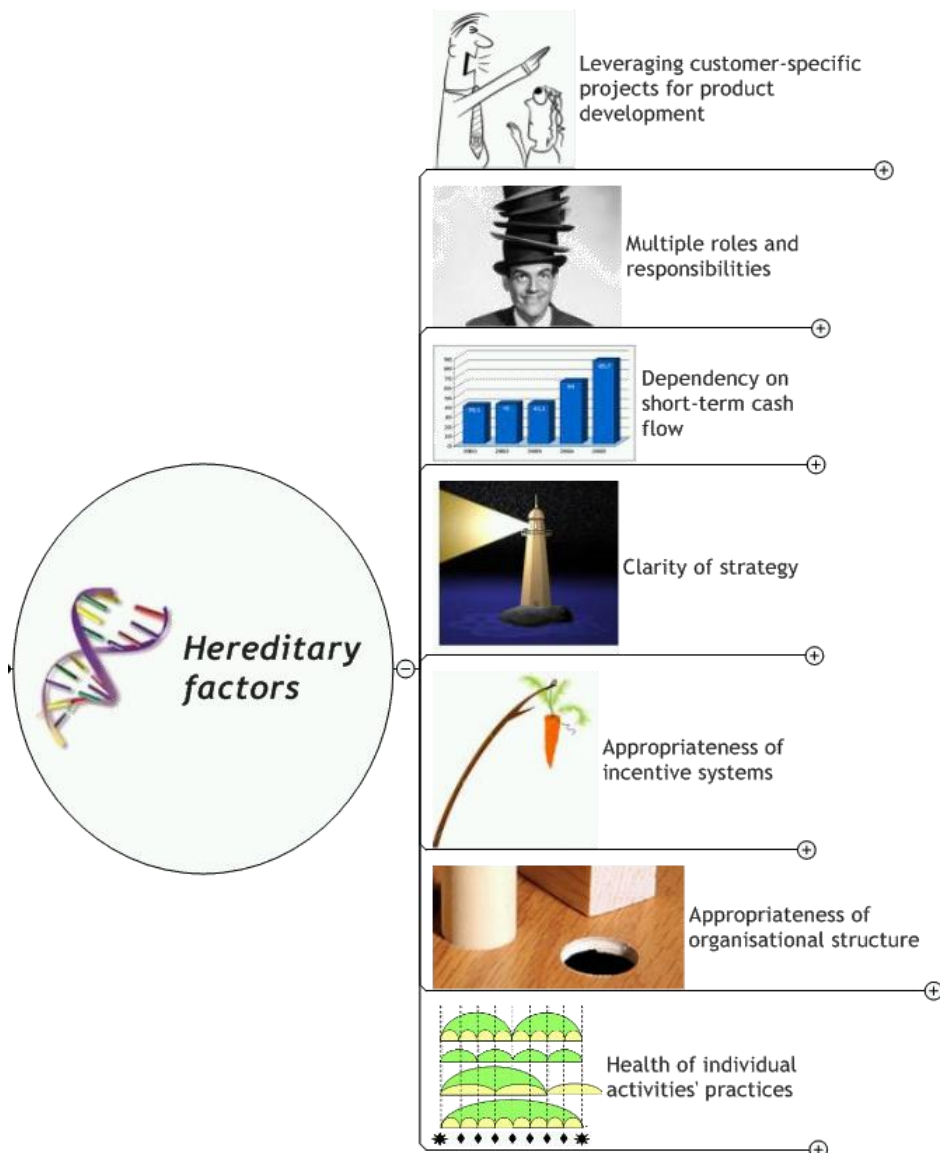 Leveraging customer-specific
projects for product
development
Multiple roles and
responsibilities
Dependency on
short-term cash
flow
Clarity of strategy
Hereditary
factors
Appropriateness of
incentive systems
Appropriateness of
organisational structure
Health of individual
activities' practices